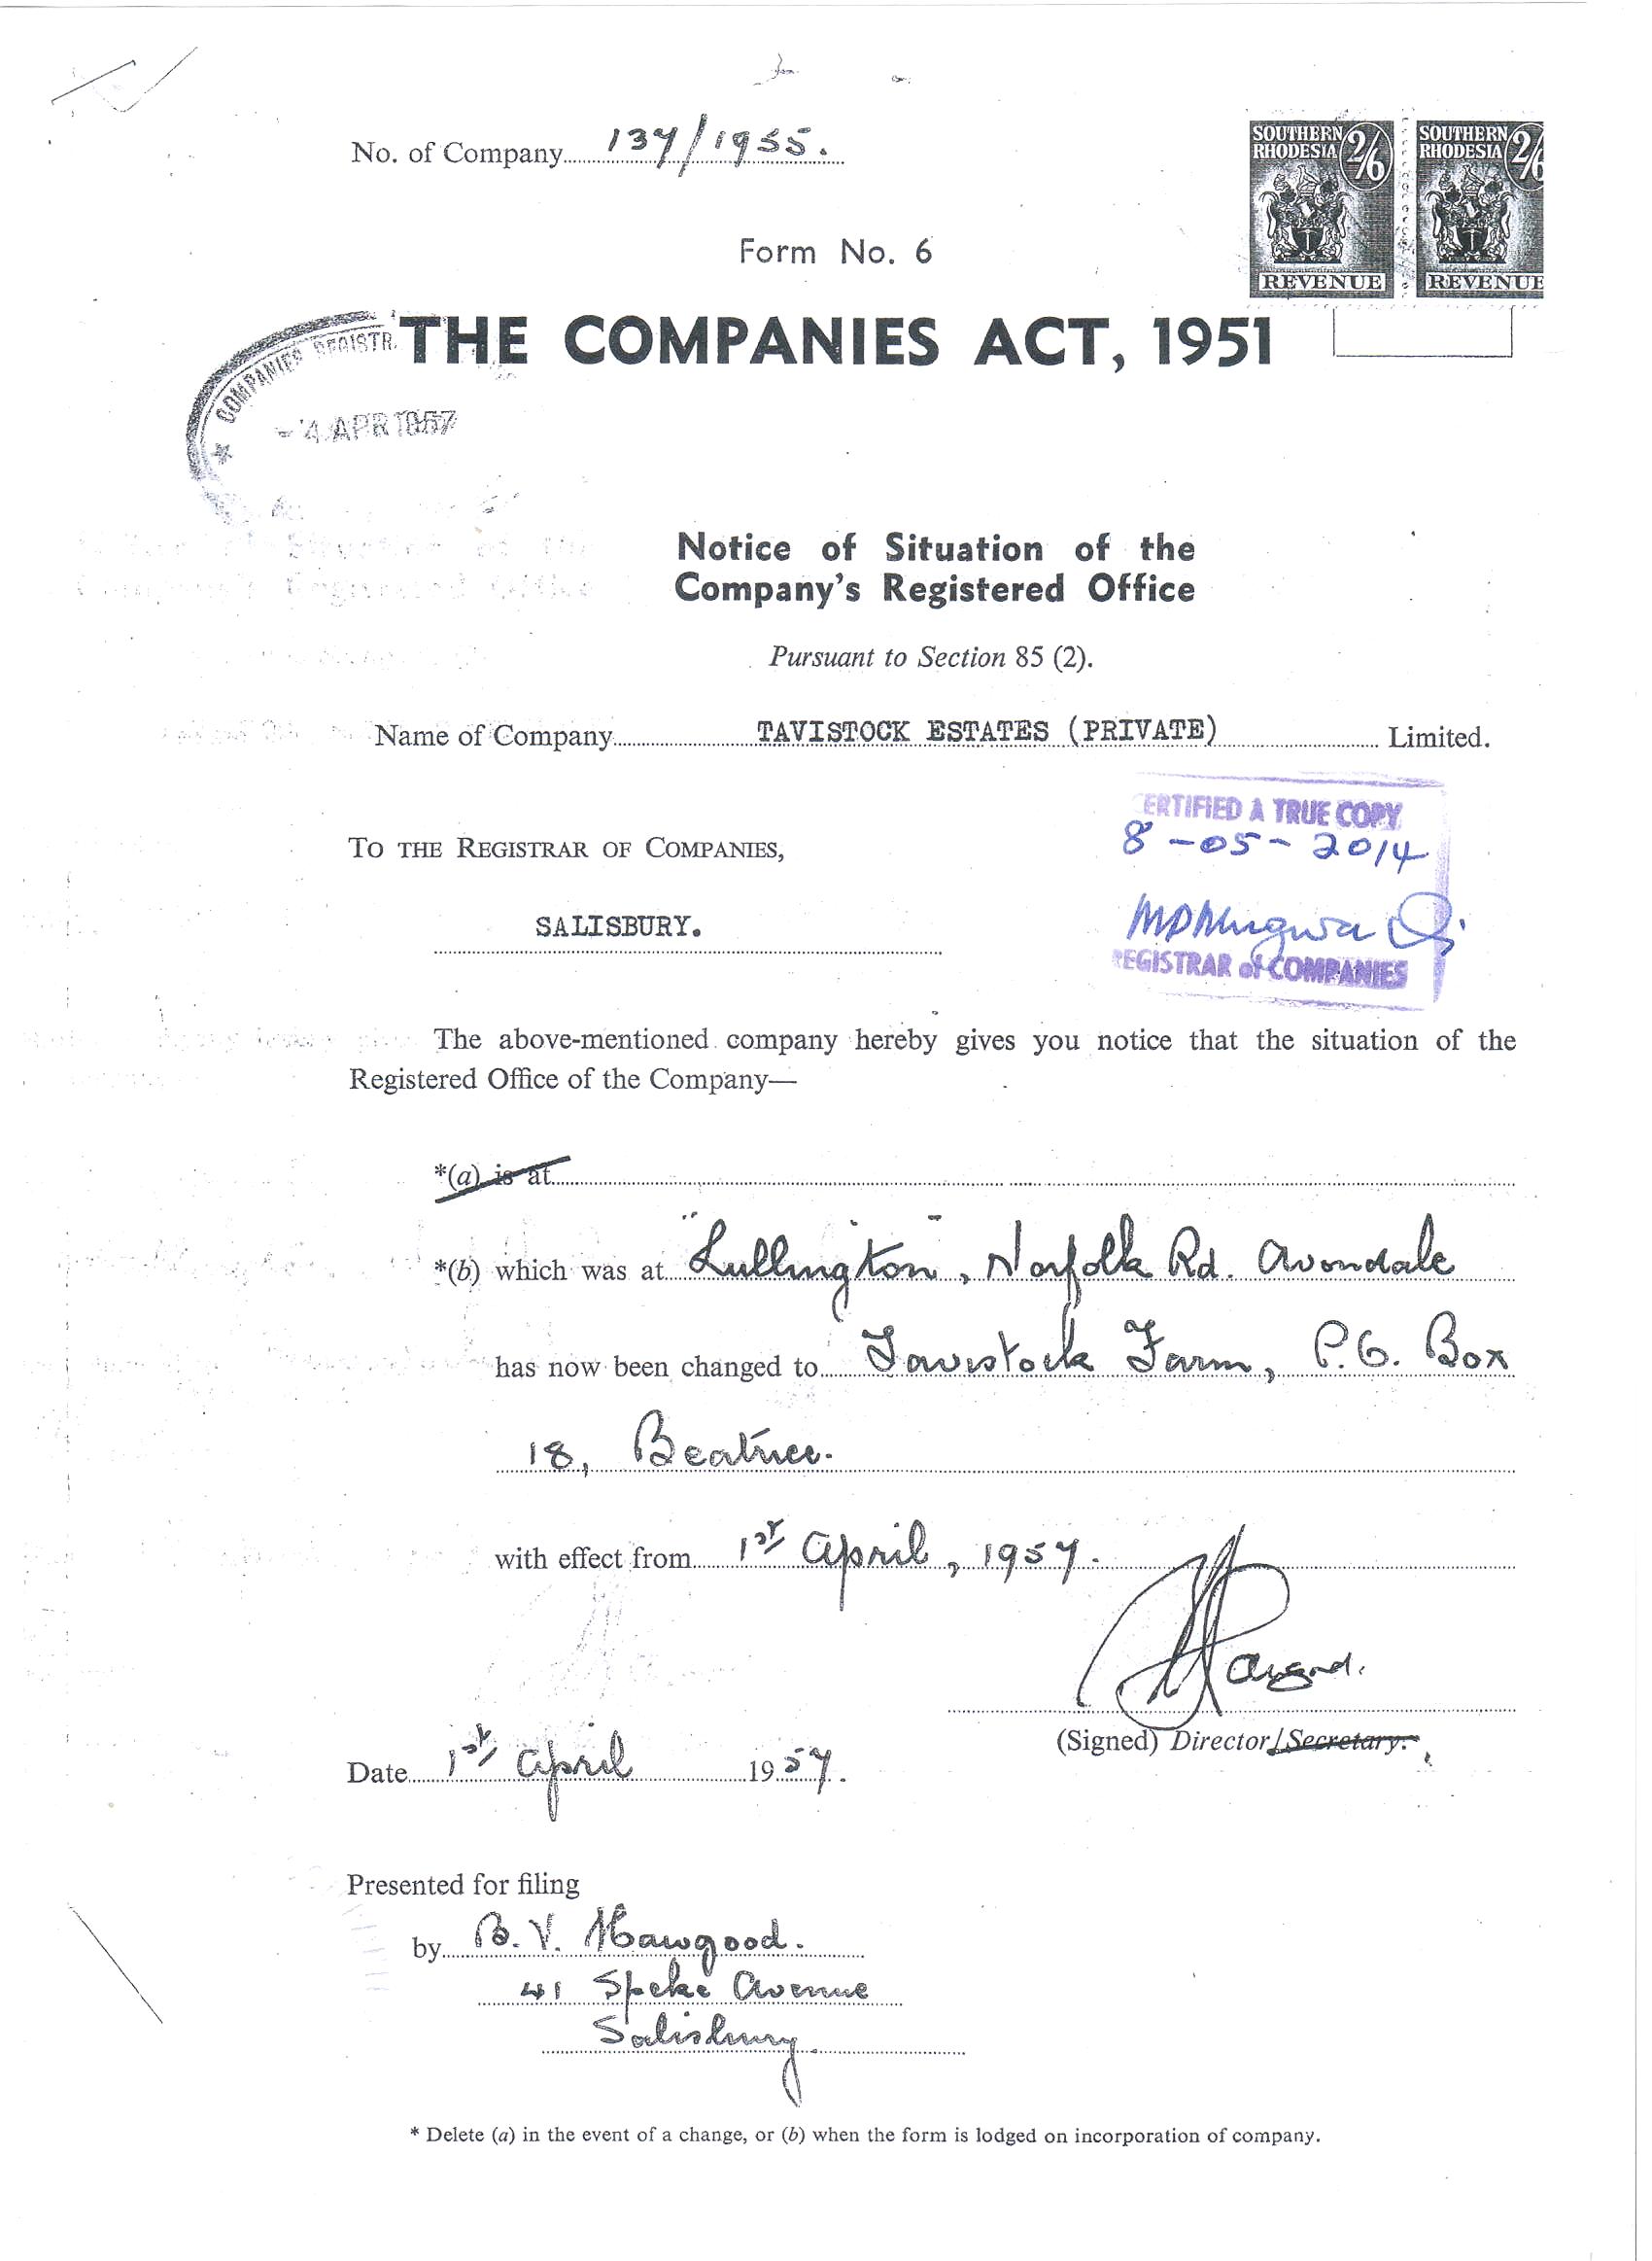 No. of Company 137/1955.
SOUTHERN RHODESIA 2/6 REVENUE
SOUTHERN RHODESIA 2/6 REVENUE
Form No. 6
THE COMPANIES ACT, 1951
COMPANIES REGISTR
-4 APR 1957
Notice of Situation of the
Company's Registered Office
Pursuant to Section 85 (2).
Name of Company TAVISTOCK ESTATES (PRIVATE) Limited.
ERTIFIED A TRUE COPY
8-05-2014
TO THE REGISTRAR OF COMPANIES,
SALISBURY.
REGISTRAR of COMPANIES
The above-mentioned company hereby gives you notice that the situation of the
Registered Office of the Company—
*(a) is at
*(b) which was at "Lullington", Norfolk Rd. Avondale
has now been changed to Tavistock Farm, P.O. Box
18, Beatrice.
with effect from 1st April, 1957.
(Signed) Director/Secretary.
Date 1st April 1957.
Presented for filing
by B. V. Hawgood.
41 Speke Avenue
Salisbury
* Delete (a) in the event of a change, or (b) when the form is lodged on incorporation of company.